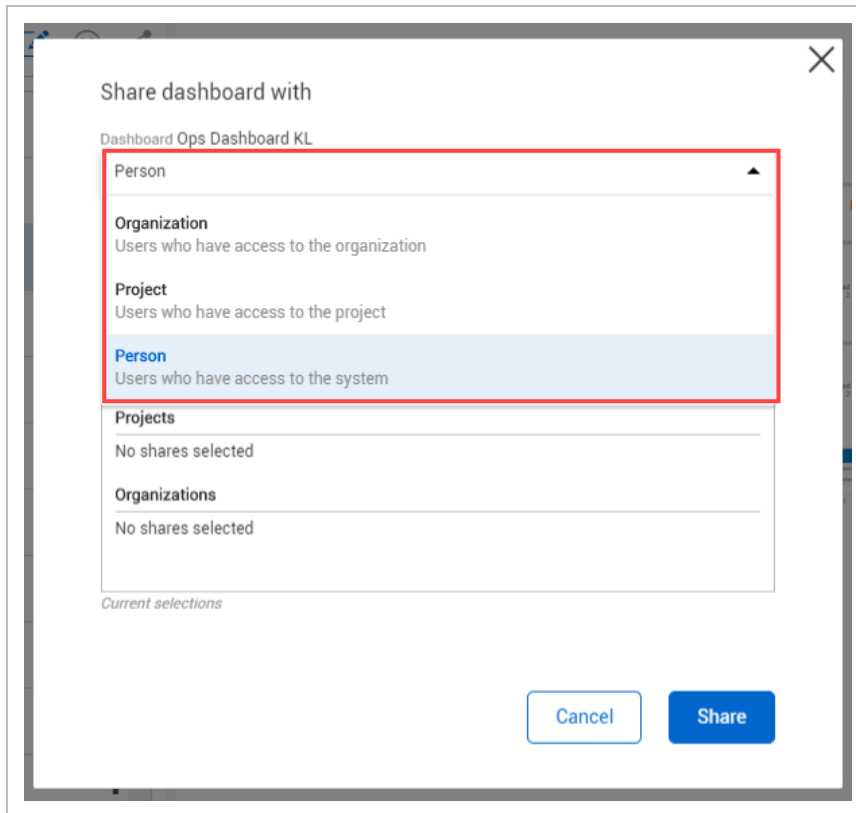 Share dashboard with
Dashboard Ops Dashboard KL
Person
Organization
Users who have access to the organization
Project
Users who have access to the project
Person
Users who have access to the system
Projects
No shares selected
Organizations
No shares selected
Current selections
Cancel
Share